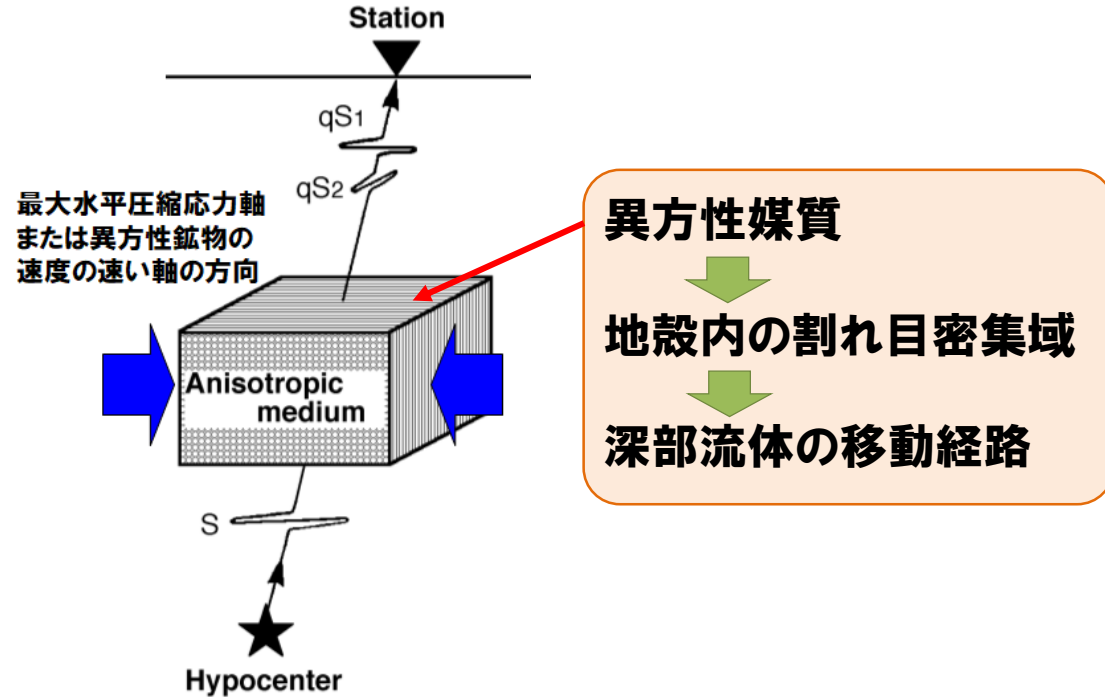 Station
qS1
qS2
最大水平圧縮応力軸
または異方性鉱物の
速度の速い軸の方向
Anisotropic
medium
S
Hypocenter
異方性媒質
地殻内の割れ目密集域
深部流体の移動経路